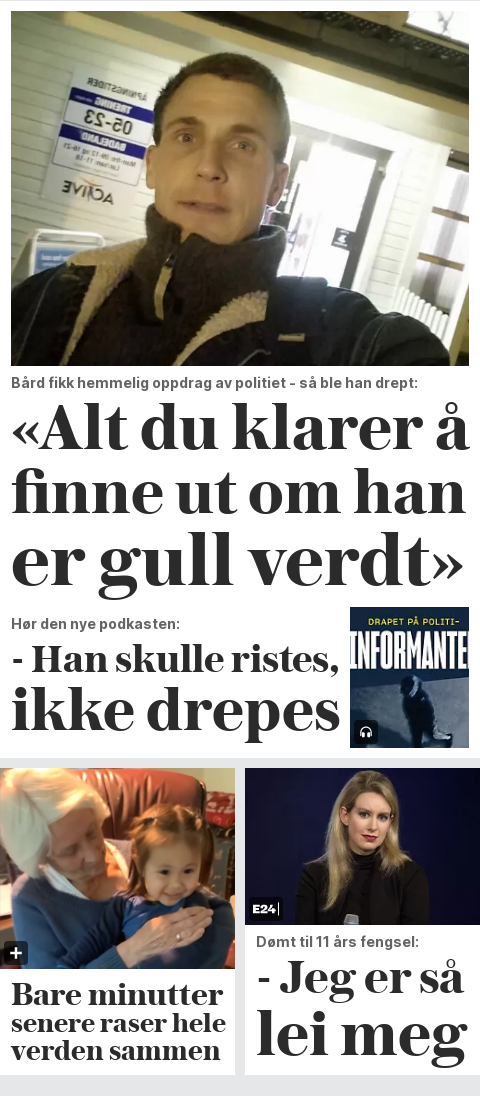 ÅPNINGSTIDER
TRENING
05-23
BADELAND
ACTIVE
Bård fikk hemmelig oppdrag av politiet - så ble han drept:
«Alt du klarer å
finne ut om han
er gull verdt»
Hør den nye podkasten:
- Han skulle ristes,
ikke drepes
DRAPET PÅ POLITI-
INFORMANTE
E24
Bare minutter
senere raser hele
verden sammen
Dømt til 11 års fengsel:
- Jeg er så
lei meg